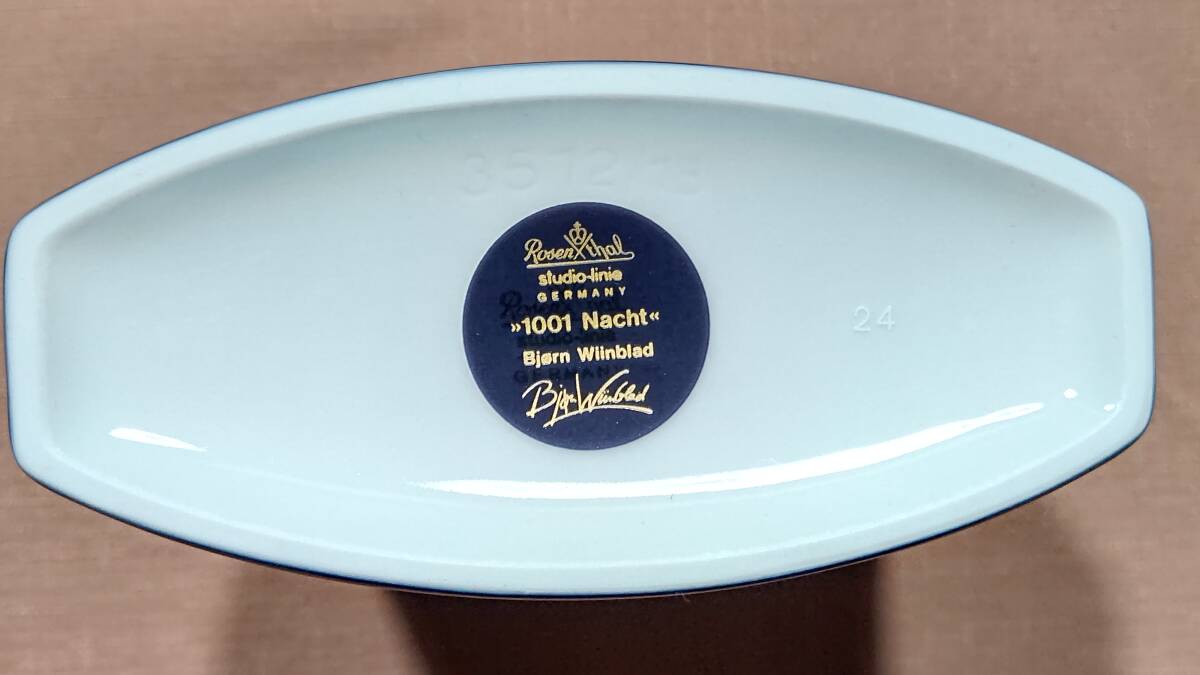 Rosenthal
studio-linie
GERMANY
»1001 Nacht«
Bjørn Wiinblad
Bjørn Wiinblad
24